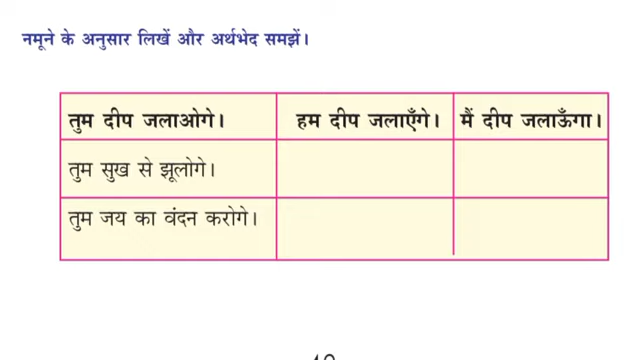 नमूने के अनुसार लिखें और अर्थभेद समझें।
तुम दीप जलाओगे। हम दीप जलाएँगे। मैं दीप जलाऊँगा।
तुम सुख से झूलोगे।
तुम जय का वंदन करोगे।